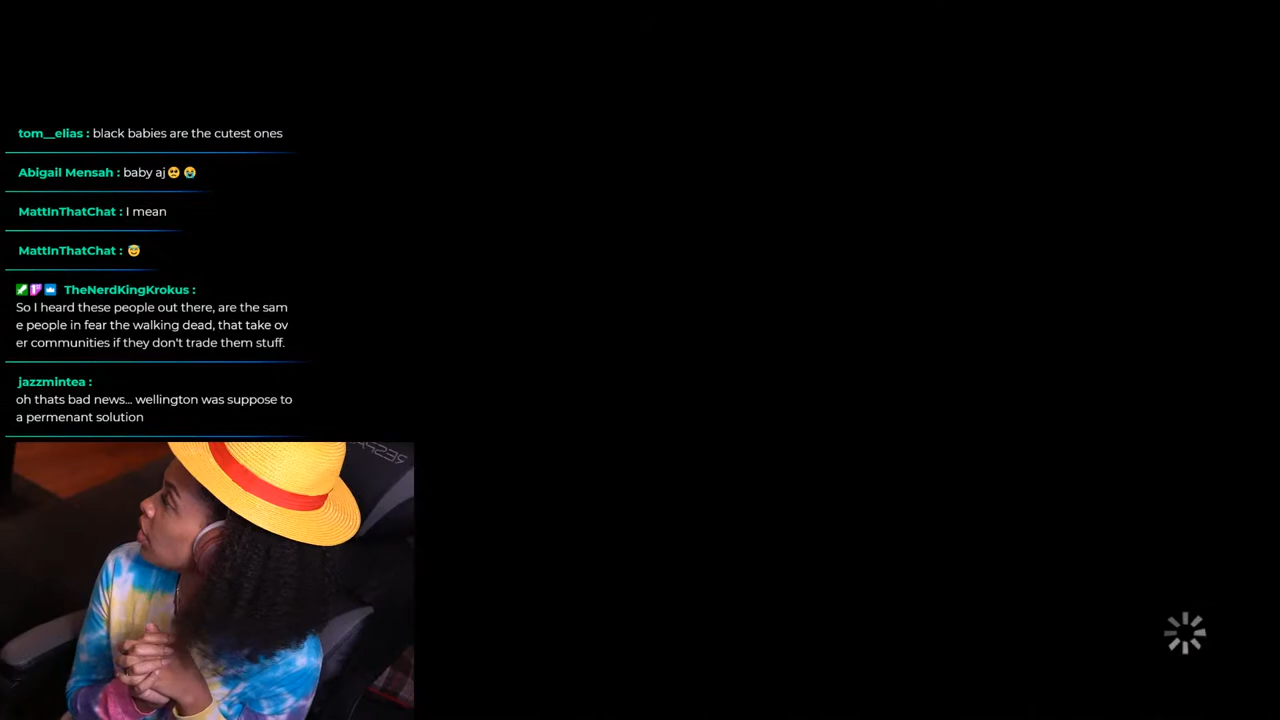 tom__elias : black babies are the cutest ones
Abigail Mensah : baby aj🥺😭
MattInThatChat : I mean
MattInThatChat : 😇
TheNerdKingKrokus :
So I heard these people out there, are the sam
e people in fear the walking dead, that take ov
er communities if they don't trade them stuff.
jazzmintea :
oh thats bad news... wellington was suppose to
a permenant solution